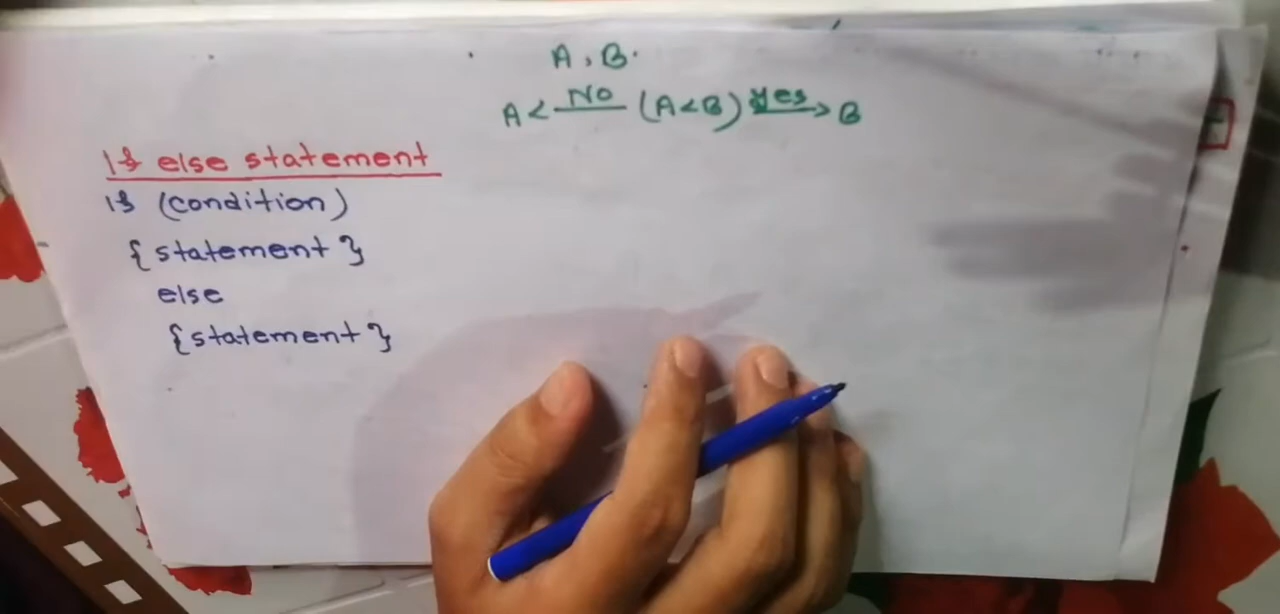 A, B.
A < No (A<B) Yes > B
If else statement
If (condition)
{ statement }
else
{ statement }